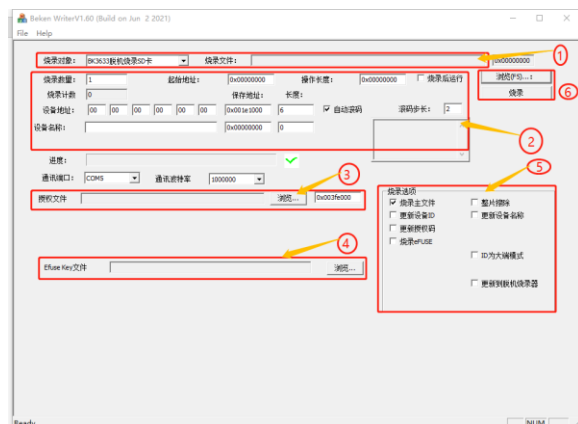 Beken WriterV1.60 (Build on Jun 2 2021)
File Help
烧录对象: BK3633脱机烧录SD卡 烧录文件: 0x00000000 ①
烧录数量: 1 起始地址: 0x00000000 操作长度: 0x00000000 烧录后运行 浏览(FS)...:
烧录计数 0 保存地址: 长度: 烧录 ⑥
设备地址: 00 00 00 00 00 00 0x001e1000 6 自动滚码 滚码步长: 2
设备名称: 0x00000000 0 ②
进度:
通讯端口: COM5 通讯波特率 1000000 ③
授权文件 浏览... 0x003fe000
烧录选项 ⑤
烧录主文件 整片擦除
更新设备ID 更新设备名称
更新授权码
烧录eFUSE
④
ID为大端模式
Efuse Key文件 浏览...
更新到脱机烧录器
Ready NUM